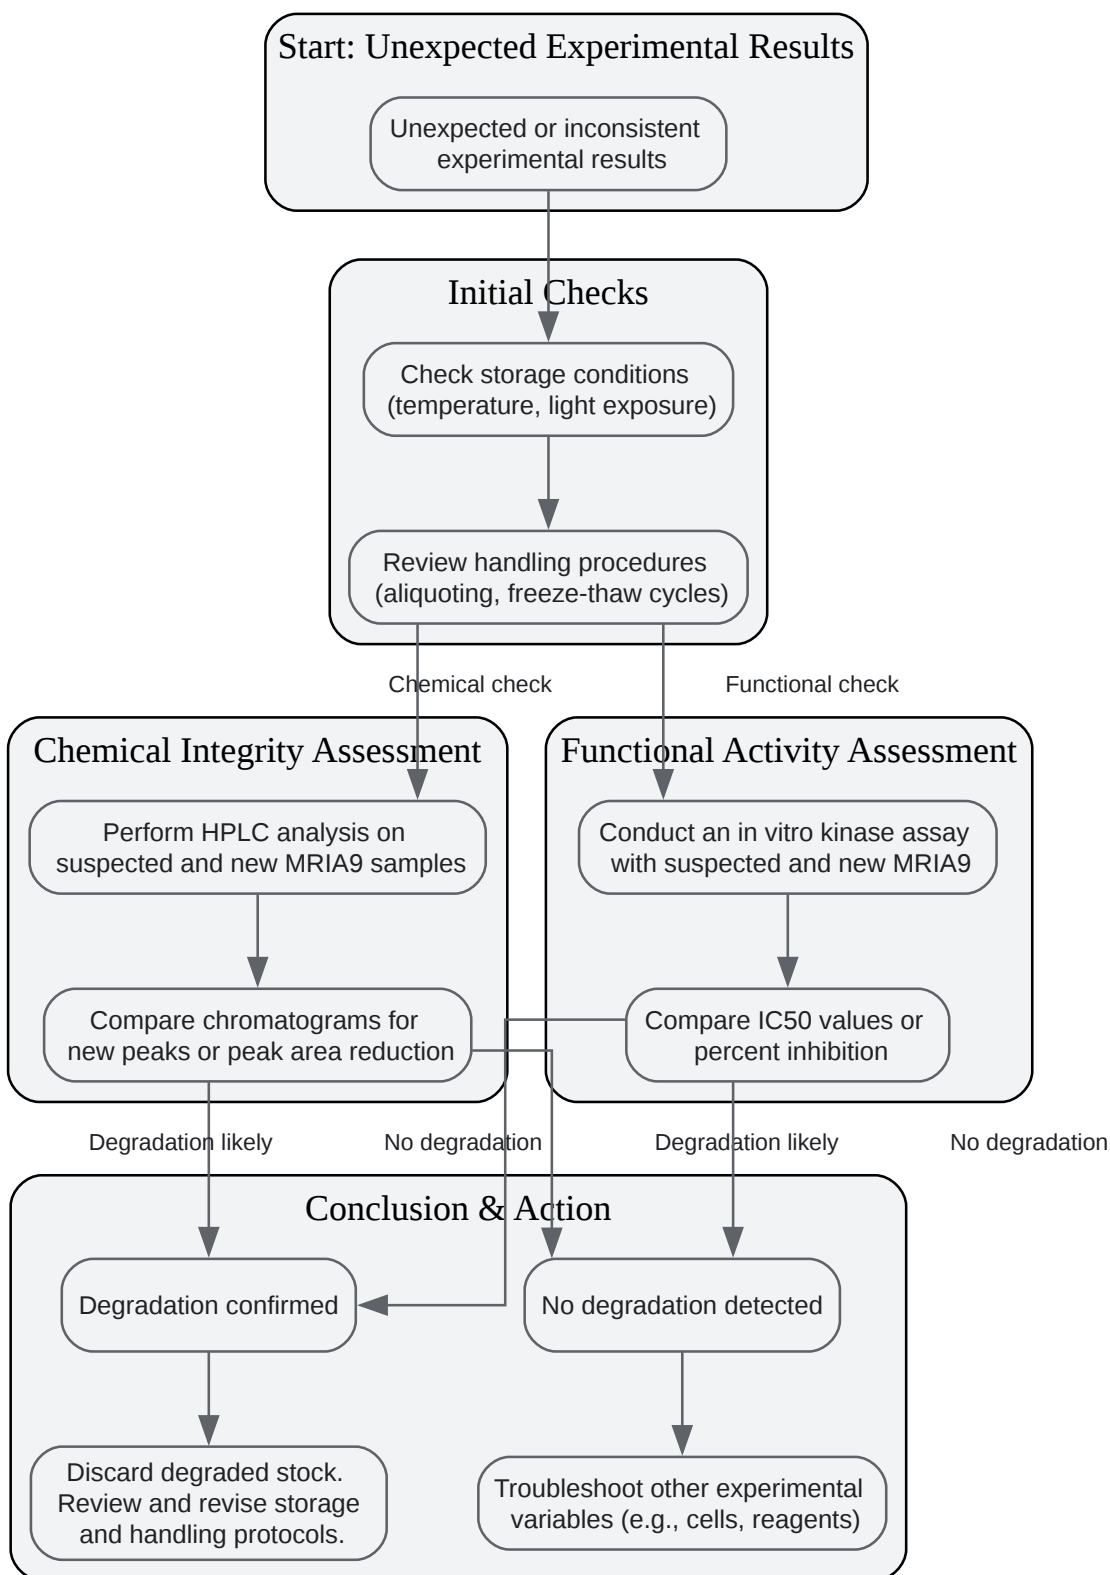 Start: Unexpected Experimental Results
Unexpected or inconsistent
experimental results
Initial Checks
Check storage conditions
(temperature, light exposure)
Review handling procedures
(aliquoting, freeze-thaw cycles)
Chemical check
Functional check
Chemical Integrity Assessment
Functional Activity Assessment
Perform HPLC analysis on
suspected and new MRIA9 samples
Conduct an in vitro kinase assay
with suspected and new MRIA9
Compare chromatograms for
new peaks or peak area reduction
Compare IC50 values or
percent inhibition
Degradation likely
No degradation
Degradation likely
No degradation
Conclusion & Action
Degradation confirmed
No degradation detected
Discard degraded stock.
Review and revise storage
and handling protocols.
Troubleshoot other experimental
variables (e.g., cells, reagents)